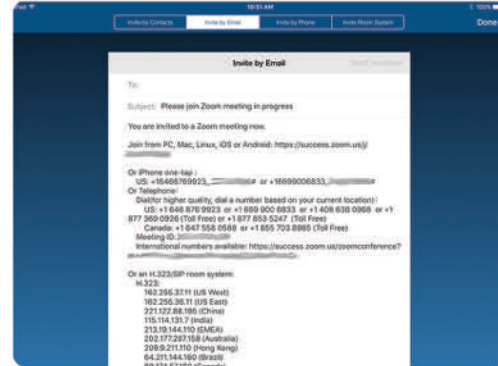 iPad
10:51 AM
100%
Invite by Contacts
Invite by Email
Invite by Phone
Invite Room System
Done
Invite by Email
Send Invitation
To:
Subject: Please join Zoom meeting in progress
You are invited to a Zoom meeting now.
Join from PC, Mac, Linux, iOS or Android: https://success.zoom.us/j/
Or iPhone one-tap :
US: +16468769923,, # or +16699006833,, #
Or Telephone:
Dial(for higher quality, dial a number based on your current location):
US: +1 646 876 9923 or +1 669 900 6833 or +1 408 638 0968 or +1
877 369 0926 (Toll Free) or +1 877 853 5247 (Toll Free)
Canada: +1 647 558 0588 or +1 855 703 8985 (Toll Free)
Meeting ID:
International numbers available: https://success.zoom.us/zoomconference?
Or an H.323/SIP room system:
H.323:
162.255.37.11 (US West)
162.255.36.11 (US East)
221.122.88.195 (China)
115.114.131.7 (India)
213.19.144.110 (EMEA)
202.177.207.158 (Australia)
209.9.211.110 (Hong Kong)
64.211.144.160 (Brazil)